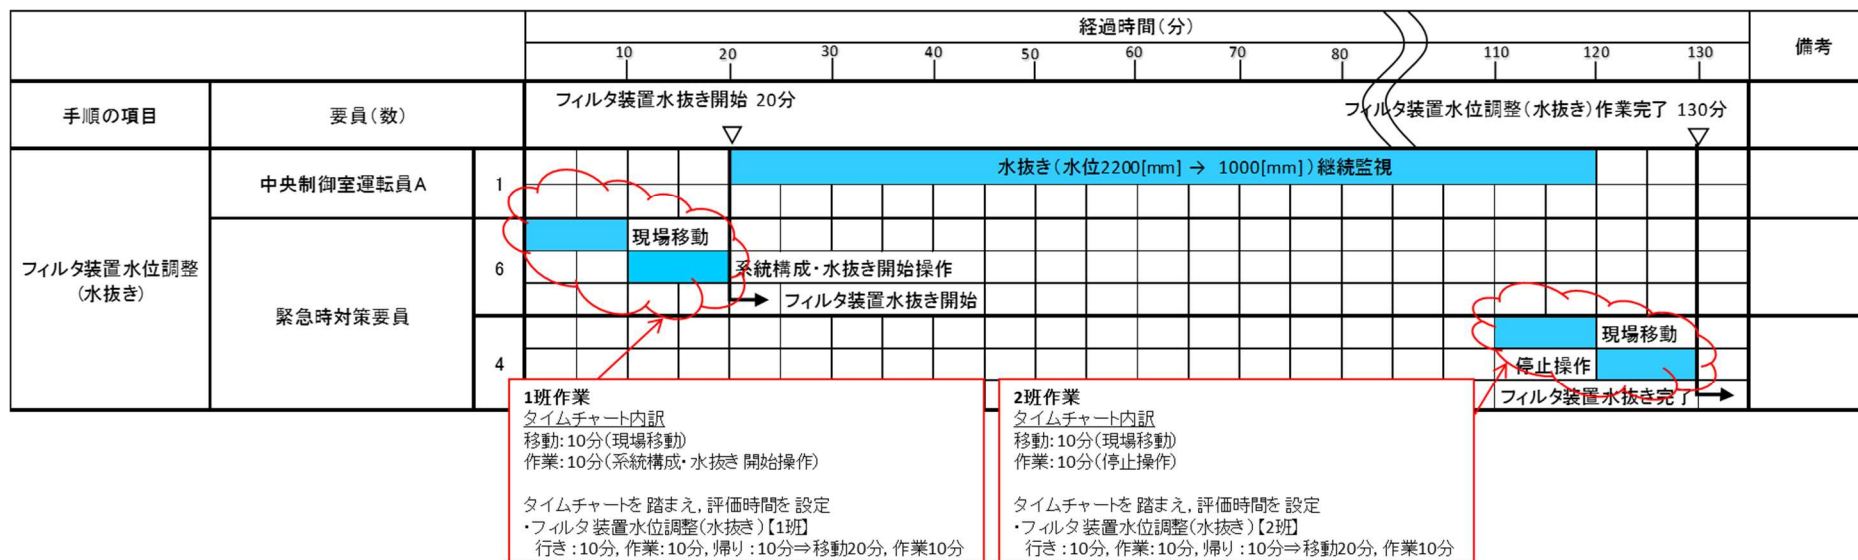 経過時間(分)
備考
10 20 30 40 50 60 70 80 110 120 130
手順の項目
要員(数)
フィルタ装置水抜き開始 20分
フィルタ装置水位調整(水抜き)作業完了 130分
フィルタ装置水位調整
(水抜き)
中央制御室運転員A
1
水抜き(水位2200[mm] → 1000[mm])継続監視
緊急時対策要員
6
現場移動
系統構成・水抜き開始操作
フィルタ装置水抜き開始
4
現場移動
停止操作
フィルタ装置水抜き完了
1班作業
タイムチャート内訳
移動:10分(現場移動)
作業:10分(系統構成・水抜き開始操作)
タイムチャートを踏まえ,評価時間を設定
・フィルタ装置水位調整(水抜き)【1班】
行き:10分,作業:10分,帰り:10分⇒移動20分,作業10分
2班作業
タイムチャート内訳
移動:10分(現場移動)
作業:10分(停止操作)
タイムチャートを踏まえ,評価時間を設定
・フィルタ装置水位調整(水抜き)【2班】
行き:10分,作業:10分,帰り:10分⇒移動20分,作業10分